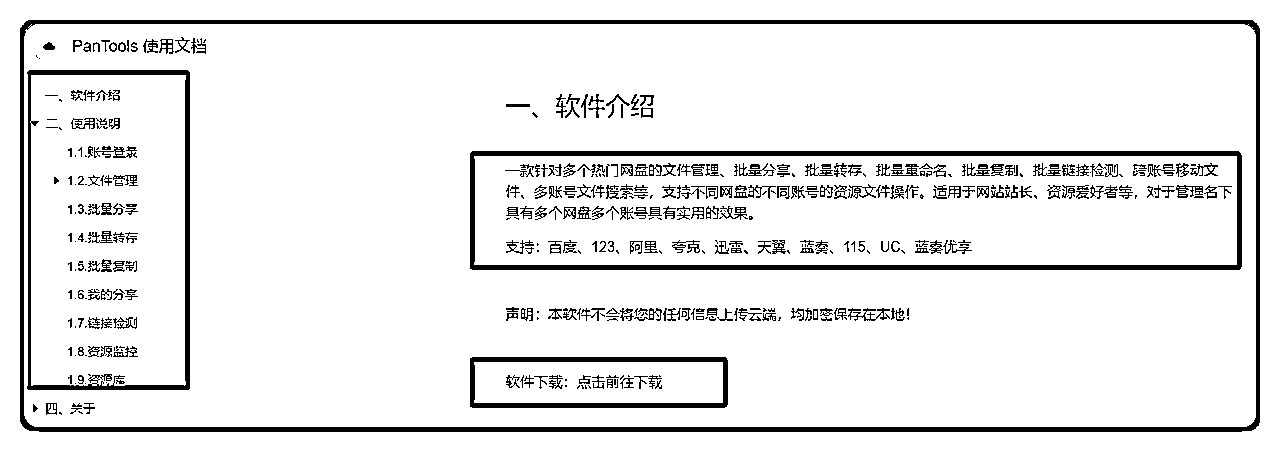 PanTools 使用文档
一、软件介绍
二、使用说明
1.1.账号登录
1.2.文件管理
1.3.批量分享
1.4.批量转存
1.5.批量复制
1.6.我的分享
1.7.链接检测
1.8.资源监控
1.9.资源库
四、关于
一、软件介绍
一款针对多个热门网盘的文件管理、批量分享、批量转存、批量重命名、批量复制、批量链接检测、跨账号移动文
件、多账号文件搜索等，支持不同网盘的不同账号的资源文件操作。适用于网站站长、资源爱好者等，对于管理名下
具有多个网盘多个账号具有实用的效果。
支持：百度、123、阿里、夸克、迅雷、天翼、蓝奏、115、UC、蓝奏优享
声明：本软件不会将您的任何信息上传云端，均加密保存在本地！
软件下载：点击前往下载